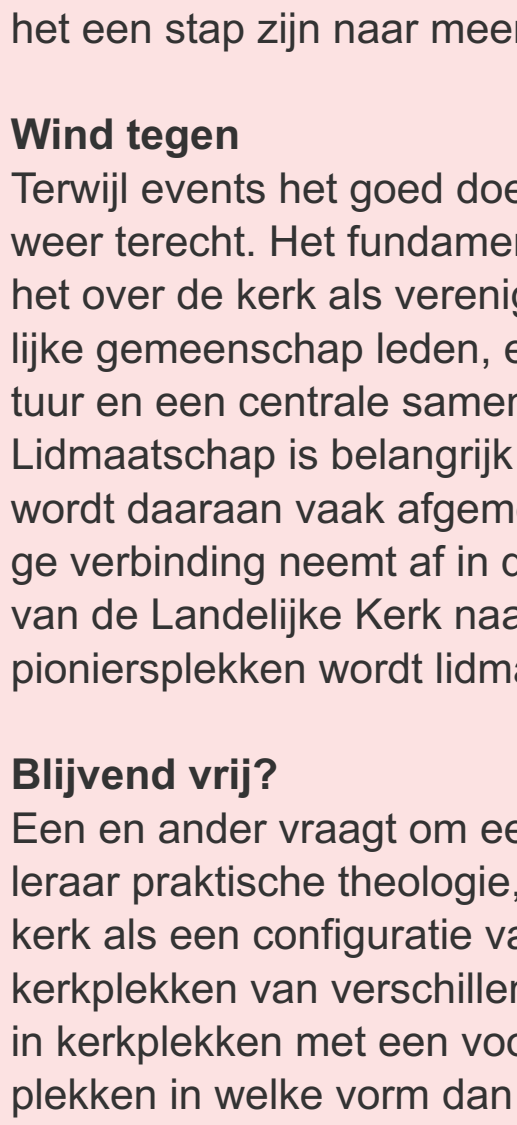 het een stap zijn naar meer
Wind tegen
Terwijl events het goed doe
weer terecht. Het fundamen
het over de kerk als verenig
lijke gemeenschap leden, e
tuur en een centrale samen
Lidmaatschap is belangrijk
wordt daaraan vaak afgem
ge verbinding neemt af in d
van de Landelijke Kerk naa
pioniersplekken wordt lidma
Blijvend vrij?
Een en ander vraagt om ee
leraar praktische theologie,
kerk als een configuratie va
kerkplekken van verschillen
in kerkplekken met een voo
plekken in welke vorm dan